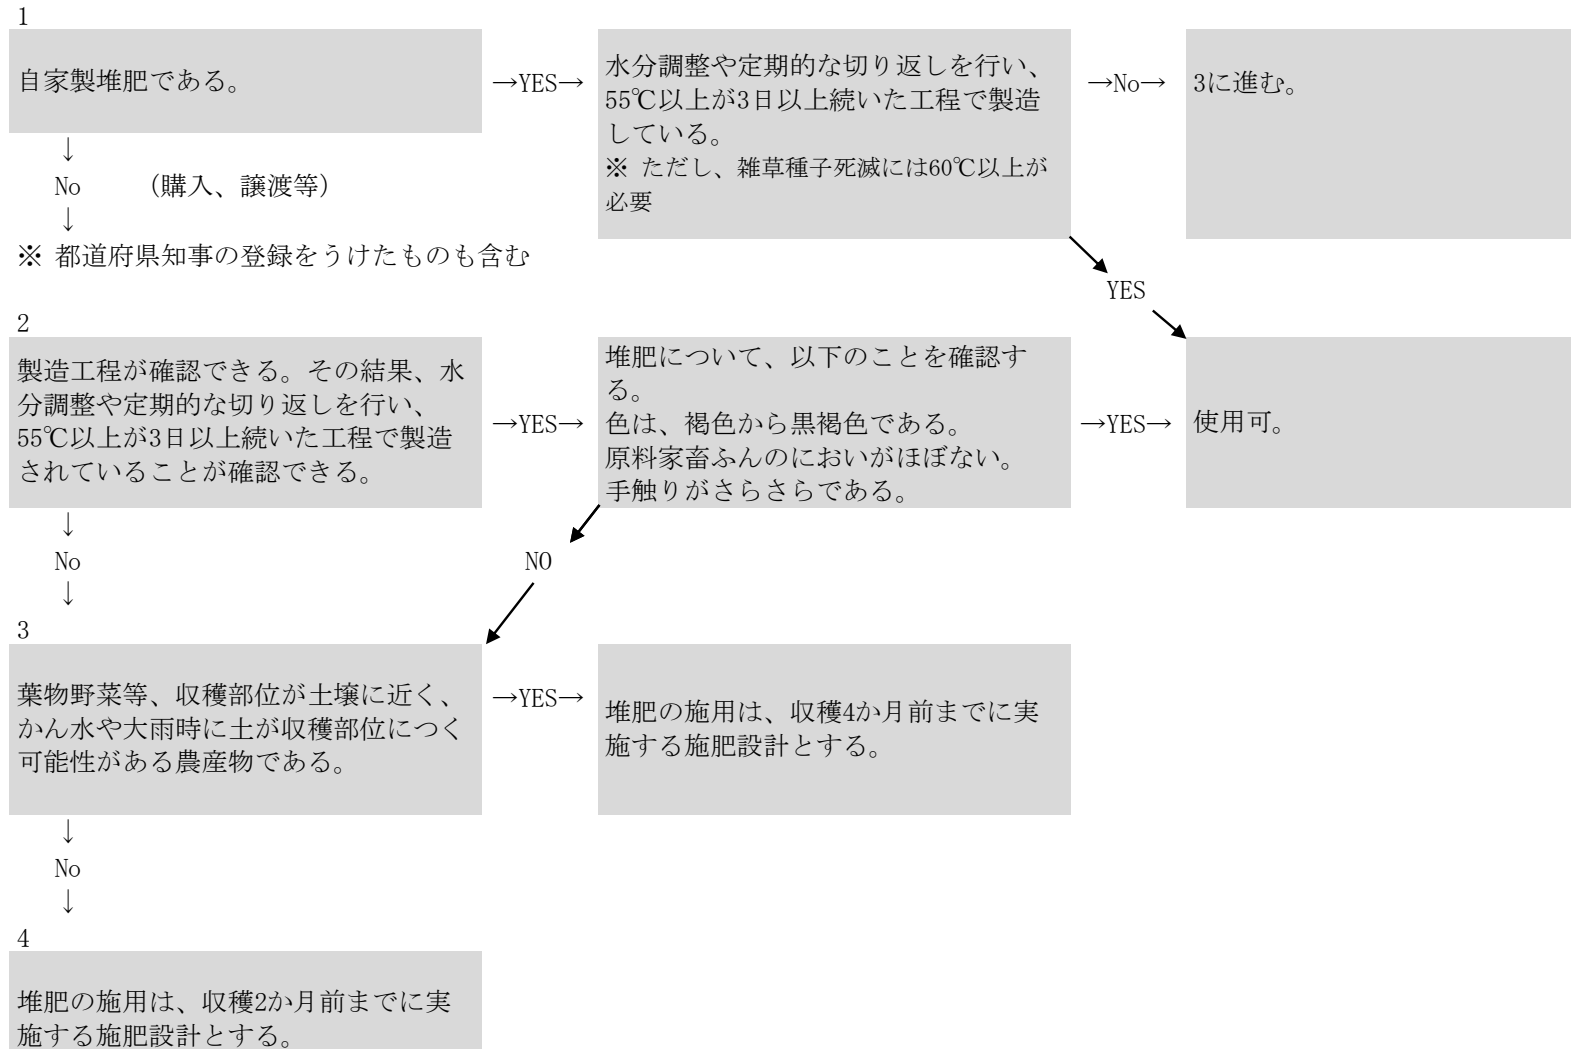 1
自家製堆肥である。
→YES→
水分調整や定期的な切り返しを行い、
55℃以上が3日以上続いた工程で製造
している。
※ ただし、雑草種子死滅には60℃以上が
必要
→No→
3に進む。
↓
No （購入、譲渡等）
↓
※ 都道府県知事の登録をうけたものも含む
YES
2
製造工程が確認できる。その結果、水
分調整や定期的な切り返しを行い、
55℃以上が3日以上続いた工程で製造
されていることが確認できる。
→YES→
堆肥について、以下のことを確認す
る。
色は、褐色から黒褐色である。
原料家畜ふんのにおいがほぼない。
手触りがさらさらである。
→YES→
使用可。
↓
No
↓
NO
3
葉物野菜等、収穫部位が土壌に近く、
かん水や大雨時に土が収穫部位につく
可能性がある農産物である。
→YES→
堆肥の施用は、収穫4か月前までに実
施する施肥設計とする。
↓
No
↓
4
堆肥の施用は、収穫2か月前までに実
施する施肥設計とする。